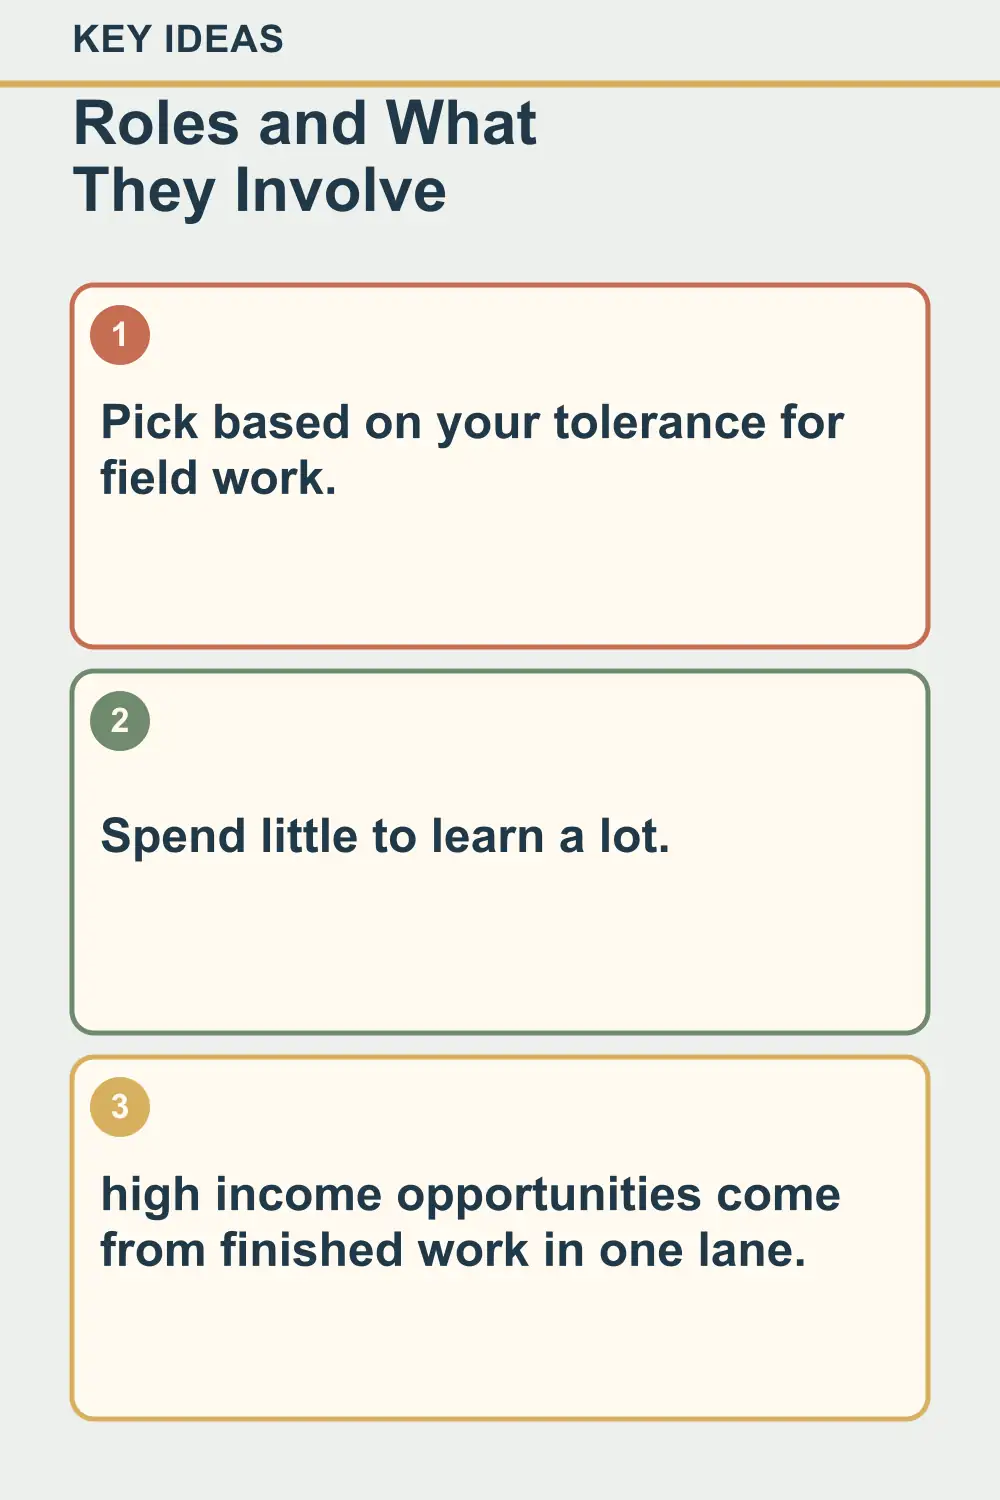 KEY IDEAS
Roles and What
They Involve
1
Pick based on your tolerance for
field work.
2
Spend little to learn a lot.
3
high income opportunities come
from finished work in one lane.